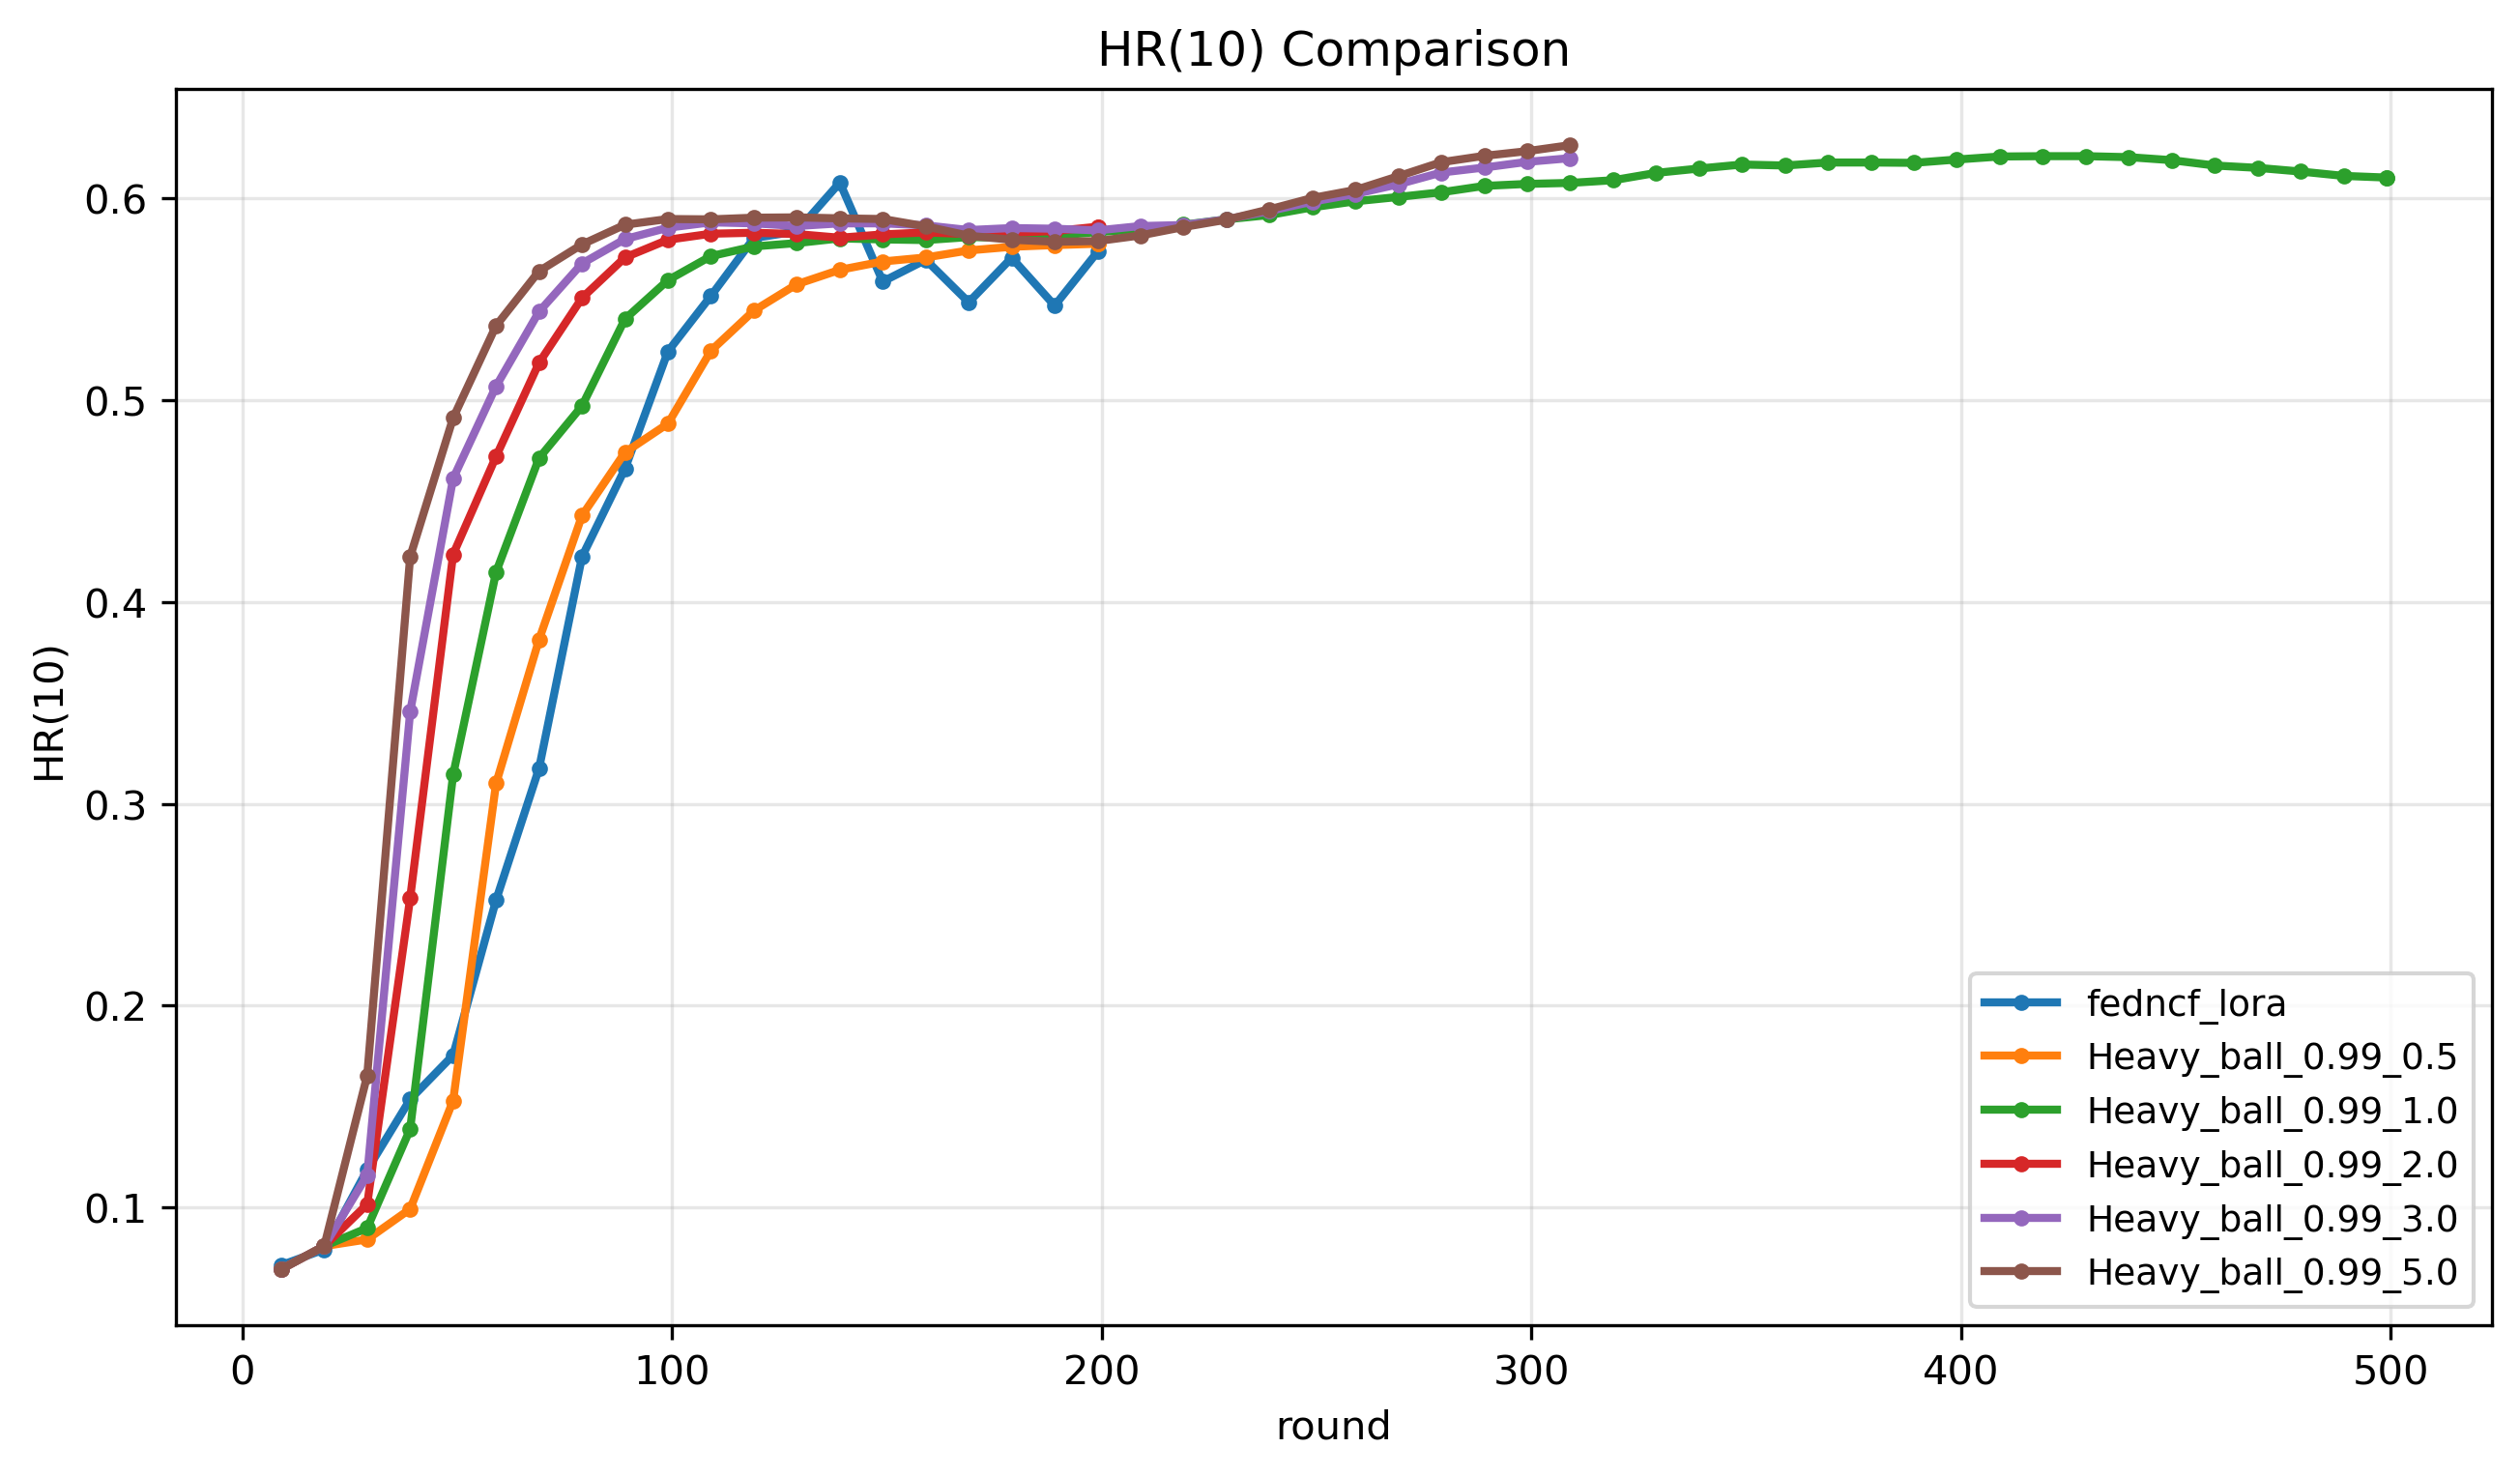 HR(10) Comparison
HR(10)
0.6
0.5
0.4
0.3
0.2
0.1
0
100
200
300
400
500
round
fedncf_lora
Heavy_ball_0.99_0.5
Heavy_ball_0.99_1.0
Heavy_ball_0.99_2.0
Heavy_ball_0.99_3.0
Heavy_ball_0.99_5.0